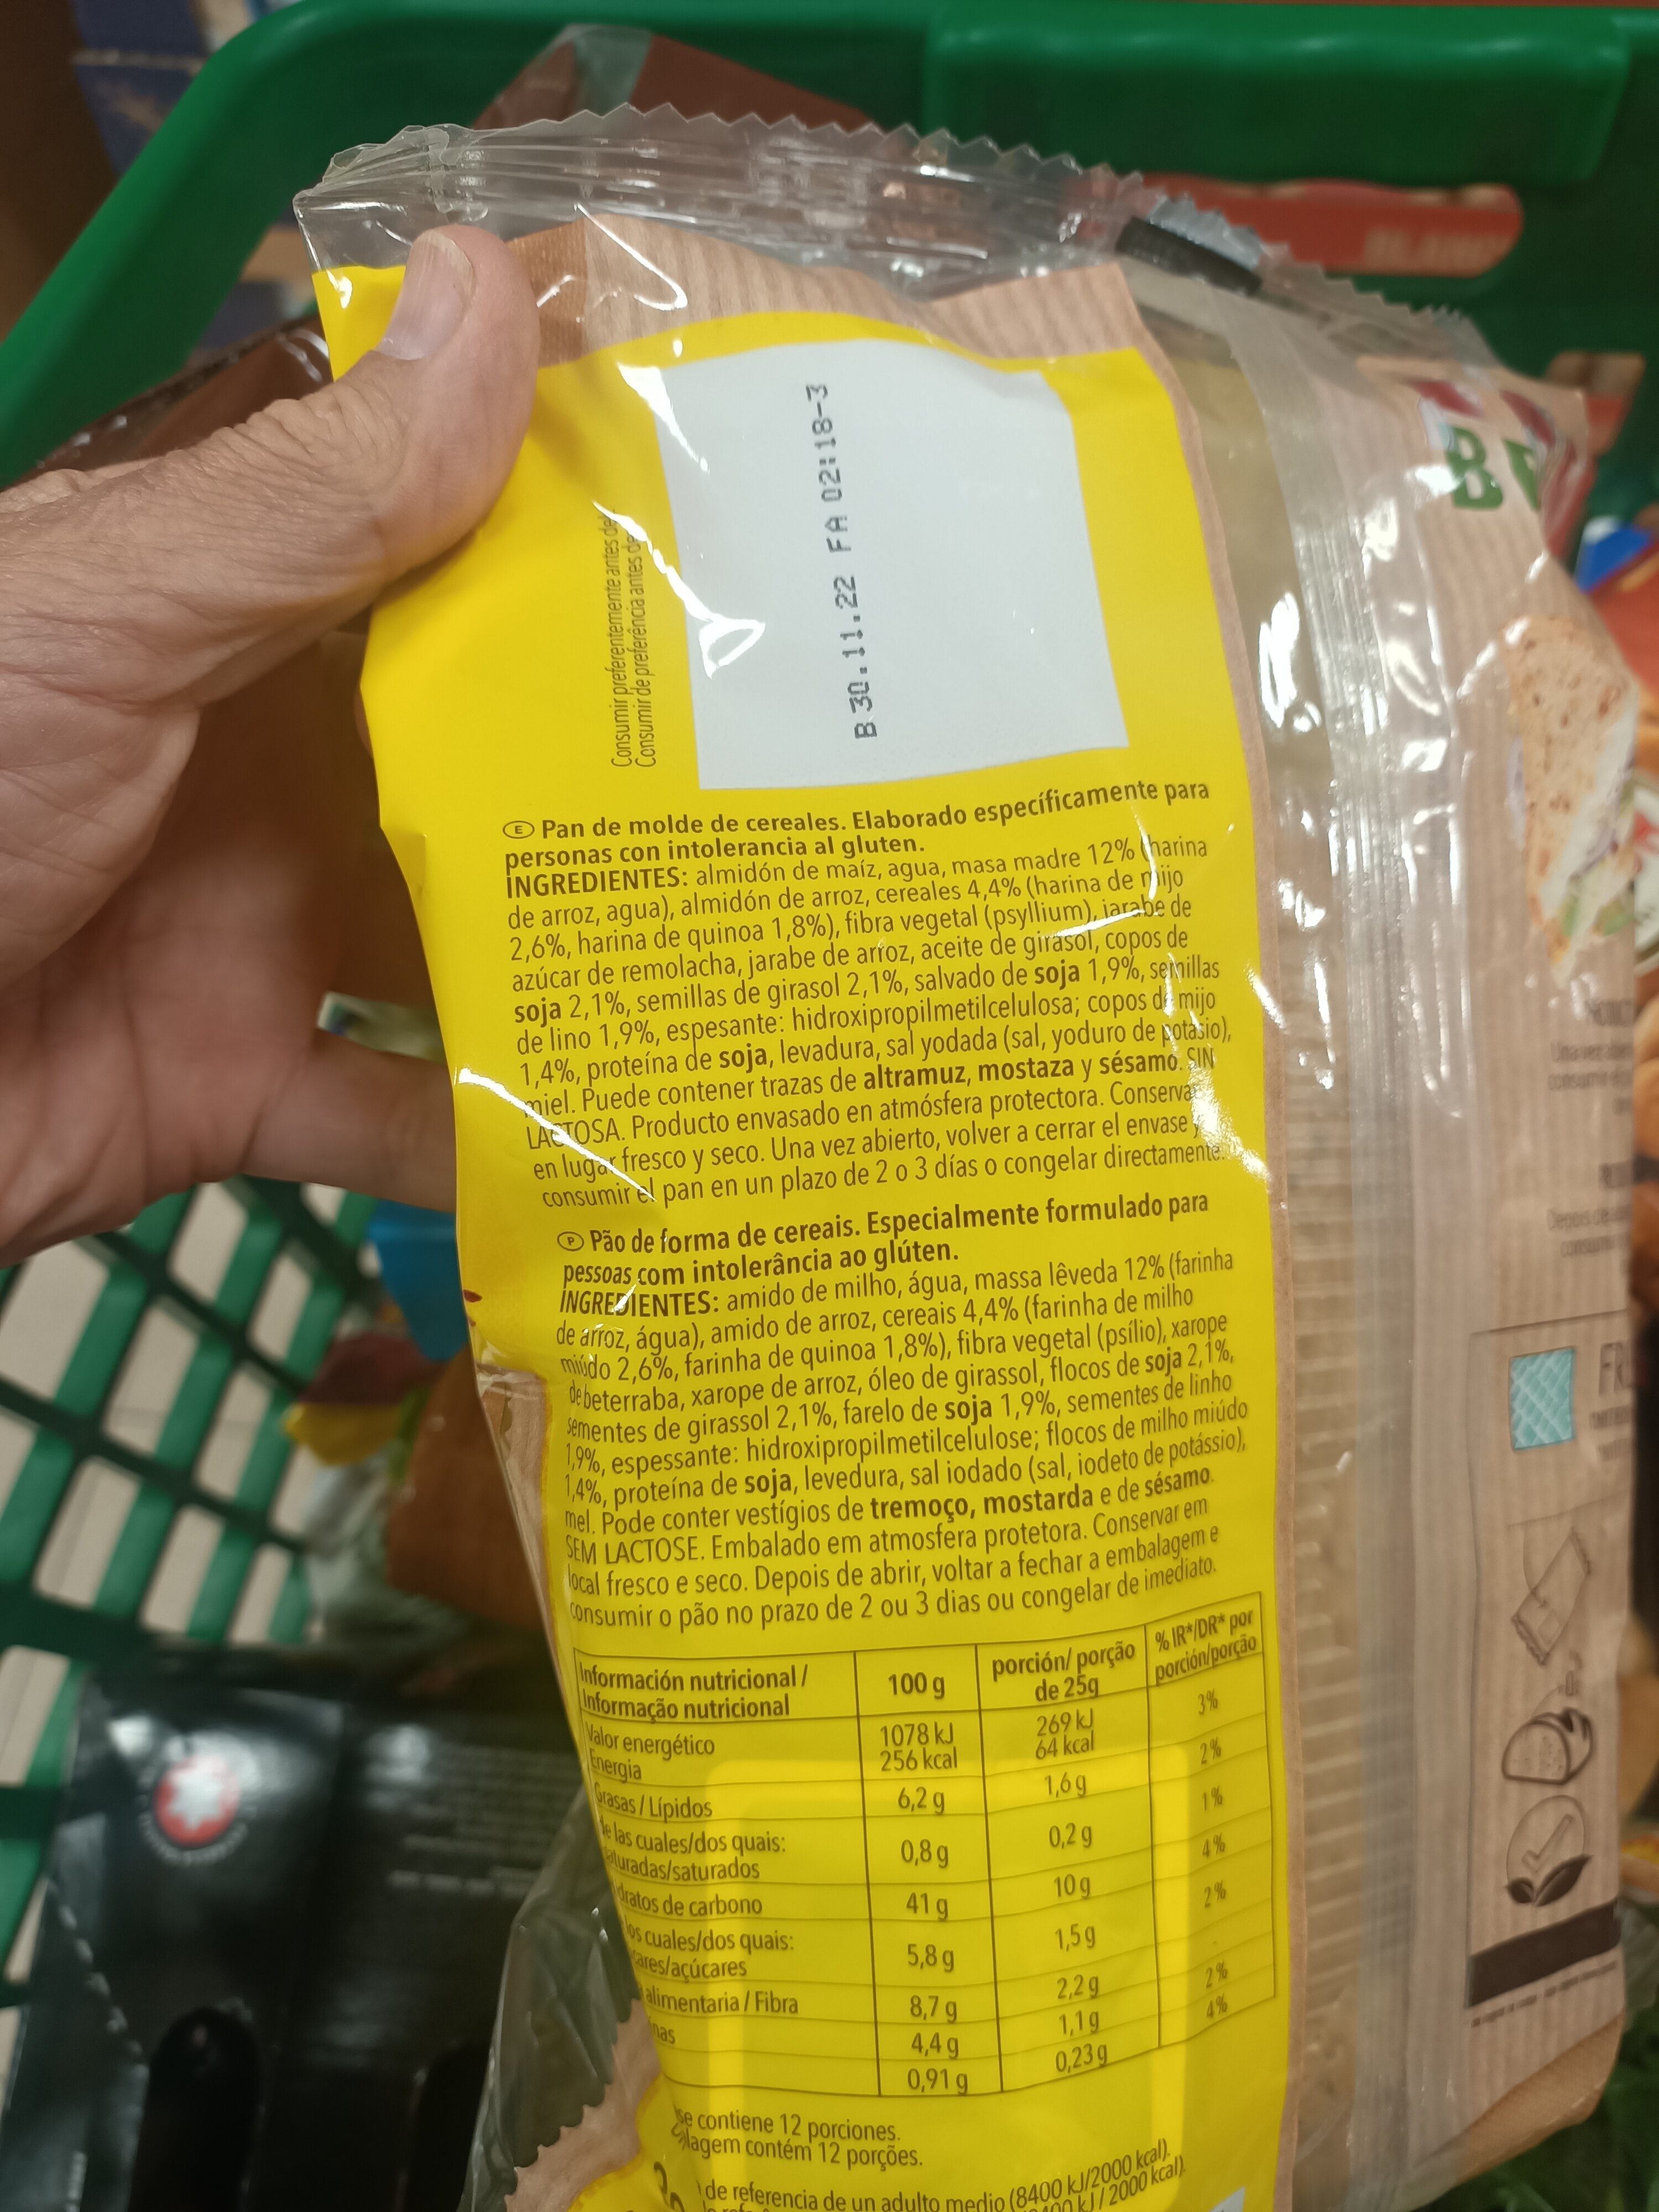 Consumir preferentemente antes del
Consumir de preferência antes de
B 30.11.22 FA 02:18-3
E Pan de molde de cereales. Elaborado específicamente para
personas con intolerancia al gluten.
INGREDIENTES: almidón de maíz, agua, masa madre 12% (harina
de arroz, agua), almidón de arroz, cereales 4,4% (harina de mijo
2,6%, harina de quinoa 1,8%), fibra vegetal (psyllium), jarabe de
azúcar de remolacha, jarabe de arroz, aceite de girasol, copos de
soja 2,1%, semillas de girasol 2,1%, salvado de soja 1,9%, semillas
de lino 1,9%, espesante: hidroxipropilmetilcelulosa; copos de mijo
1,4%, proteína de soja, levadura, sal yodada (sal, yoduro de potasio),
miel. Puede contener trazas de altramuz, mostaza y sésamo. SIN
LACTOSA. Producto envasado en atmósfera protectora. Conservar
en lugar fresco y seco. Una vez abierto, volver a cerrar el envase y
consumir el pan en un plazo de 2 o 3 días o congelar directamente.
P Pão de forma de cereais. Especialmente formulado para
pessoas com intolerância ao glúten.
INGREDIENTES: amido de milho, água, massa lêveda 12% (farinha
de arroz, água), amido de arroz, cereais 4,4% (farinha de milho
miúdo 2,6%, farinha de quinoa 1,8%), fibra vegetal (psílio), xarope
de beterraba, xarope de arroz, óleo de girassol, flocos de soja 2,1%,
sementes de girassol 2,1%, farelo de soja 1,9%, sementes de linho
1,9%, espessante: hidroxipropilmetilcelulose; flocos de milho miúdo
1,4%, proteína de soja, levedura, sal iodado (sal, iodeto de potássio),
mel. Pode conter vestígios de tremoço, mostarda e de sésamo.
SEM LACTOSE. Embalado em atmosfera protetora. Conservar em
local fresco e seco. Depois de abrir, voltar a fechar a embalagem e
consumir o pão no prazo de 2 ou 3 dias ou congelar de imediato.
Información nutricional / Informação nutricional 100 g porción/ porção de 25g % IR*/DR* por porción/porção
Valor energético Energia 1078 kJ 256 kcal 269 kJ 64 kcal 3%
Grasas / Lípidos 6,2 g 1,6 g 2%
de las cuales/dos quais: saturadas/saturados 0,8 g 0,2 g 1%
dratos de carbono 41 g 10 g 4%
los cuales/dos quais: cares/açúcares 5,8 g 1,5 g 2%
alimentaria / Fibra 8,7 g 2,2 g -
nas 4,4 g 1,1 g 2%
0,91 g 0,23 g 4%
se contiene 12 porciones.
lagem contém 12 porções.
de referencia de un adulto medio (8400 kJ/2000 kcal).
kJ / 2000 kcal).
B